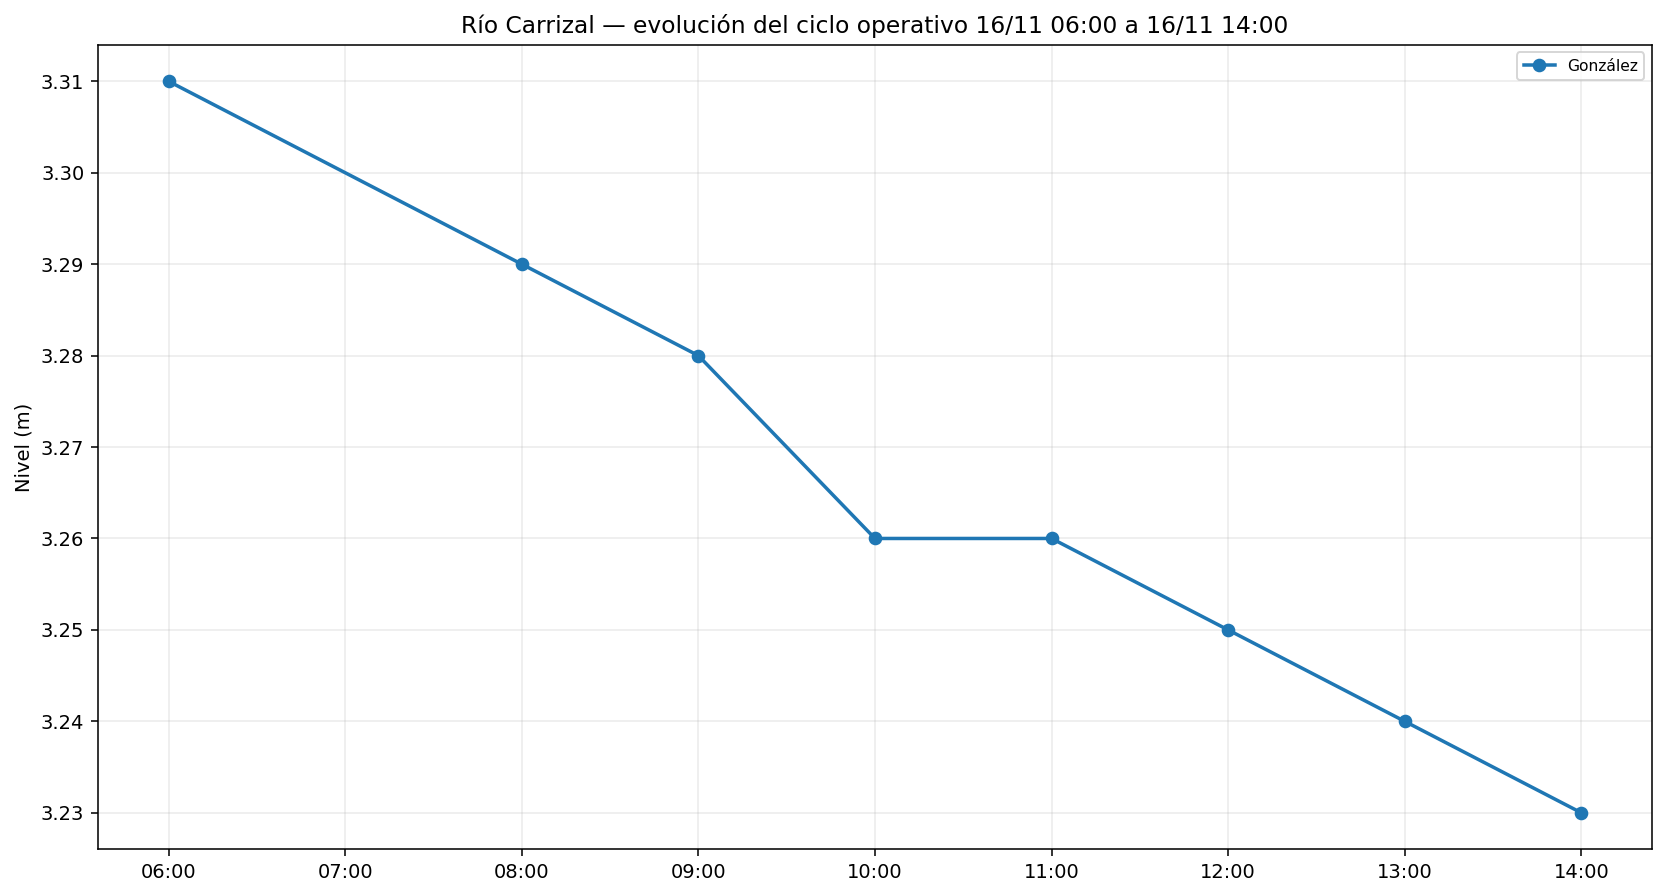 Río Carrizal — evolución del ciclo operativo 16/11 06:00 a 16/11 14:00
González
Nivel (m)
3.31
3.30
3.29
3.28
3.27
3.26
3.25
3.24
3.23
06:00 07:00 08:00 09:00 10:00 11:00 12:00 13:00 14:00